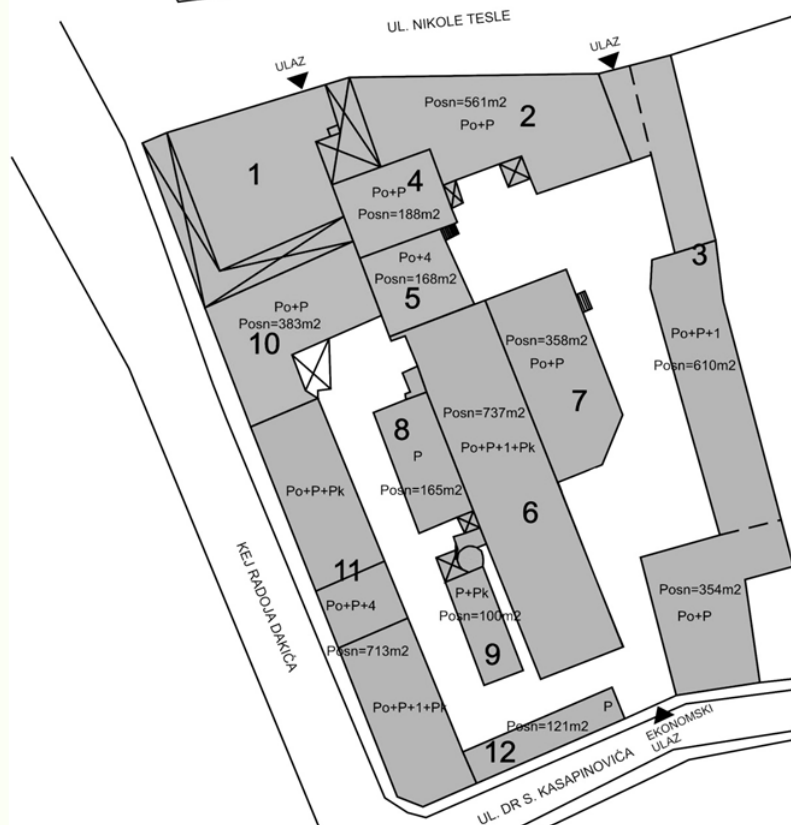 UL. NIKOLE TESLE
ULAZ
ULAZ
1
Posn=561m2
Po+P
2
Po+P
4
Posn=188m2
Po+4
Posn=168m2
5
3
Po+P+1
Posn=610m2
Po+P
Posn=383m2
10
Posn=358m2
Po+P
7
8
P
Posn=165m2
Posn=737m2
Po+P+1+Pk
6
Po+P+Pk
11
Po+P+4
Posn=713m2
Po+P+1+Pk
P+Pk
Posn=100m2
9
Posn=354m2
Po+P
P
Posn=121m2
12
EKONOMSKI
ULAZ
KEJ RADOJA DAKIĆA
UL. DR S. KASAPINOVIĆA